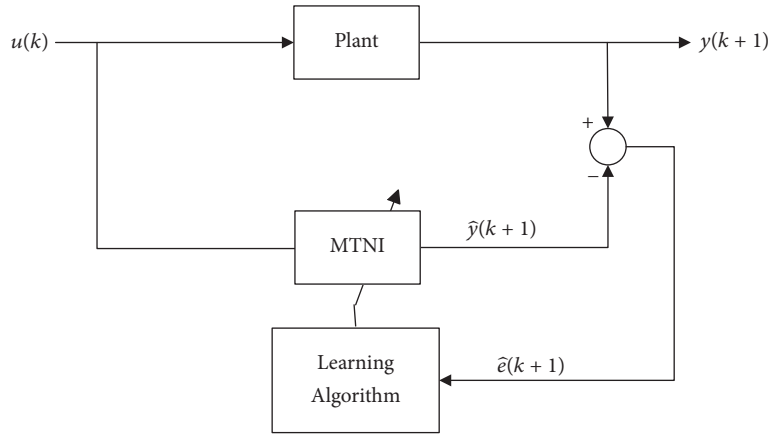 u(k)
Plant
y(k + 1)
+
−
MTNI
ŷ(k + 1)
Learning
Algorithm
ê(k + 1)